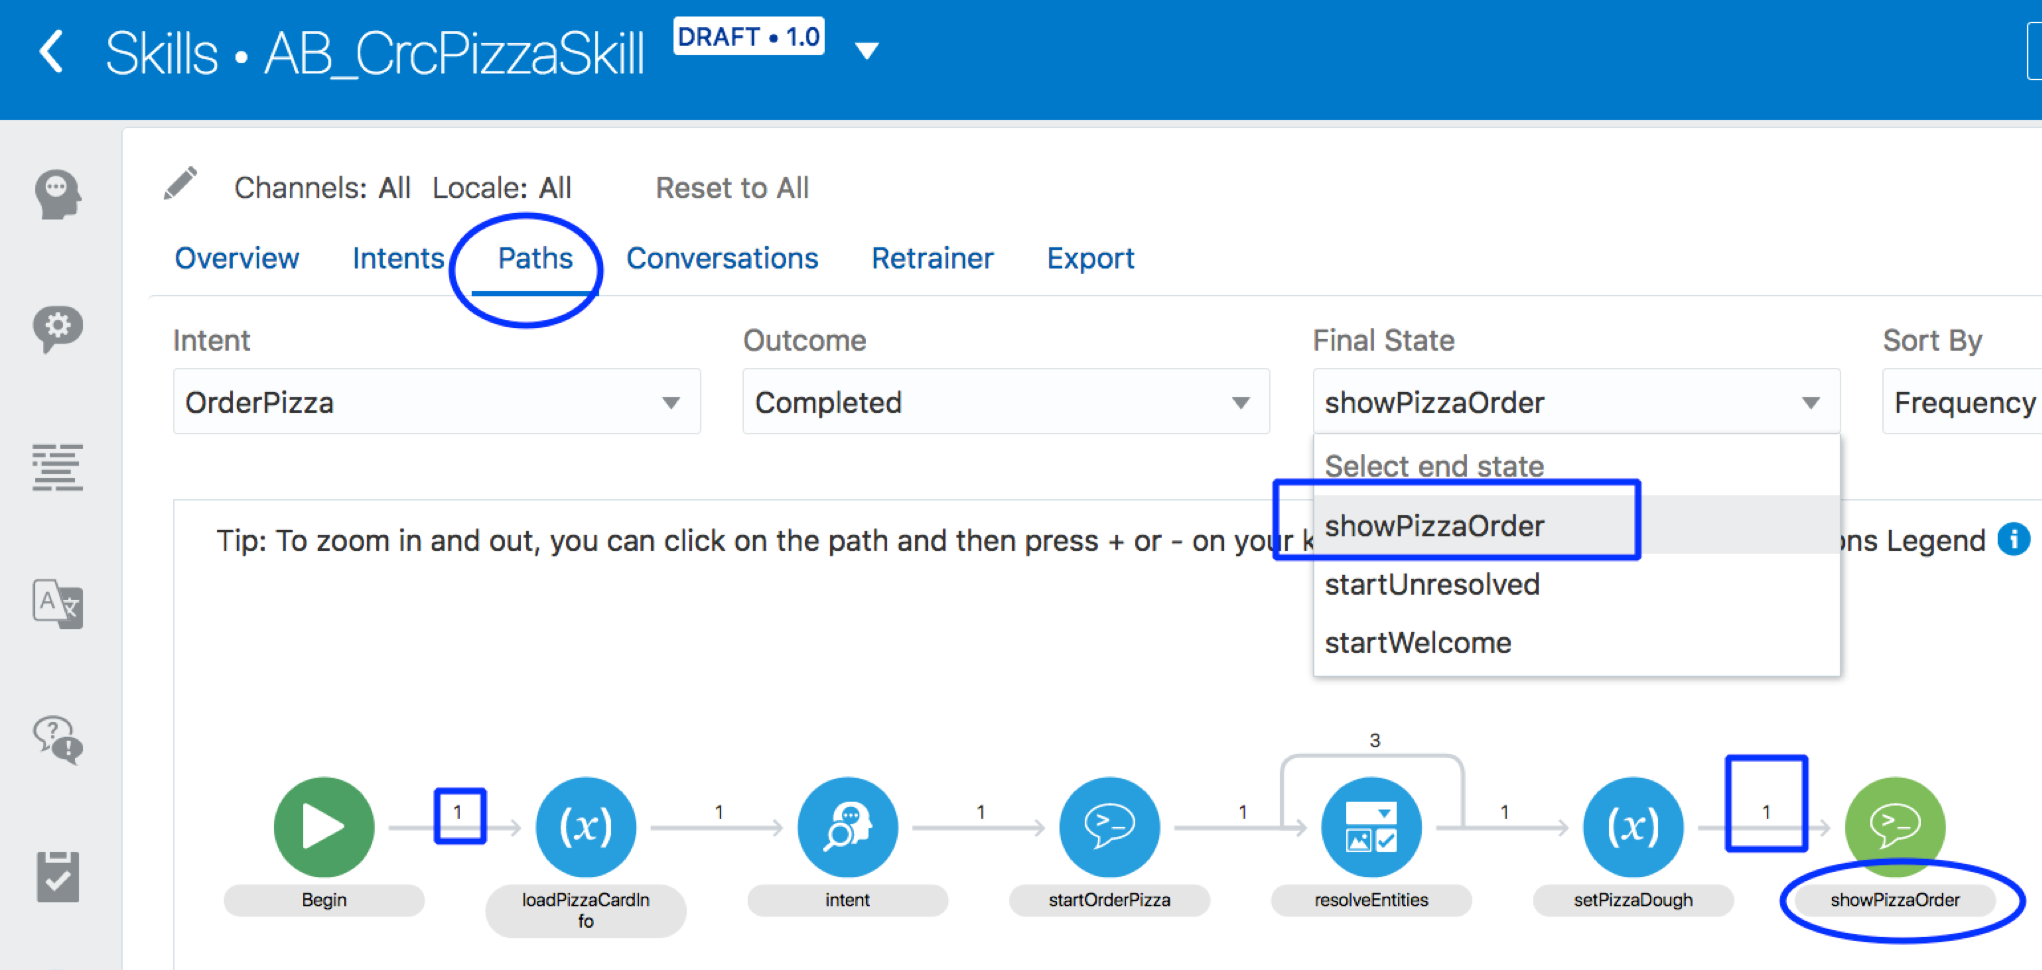 Skills • AB_CrcPizzaSkill DRAFT • 1.0
Channels: All Locale: All Reset to All
Overview Intents Paths Conversations Retrainer Export
Intent Outcome Final State Sort By
OrderPizza Completed showPizzaOrder Frequency
Select end state
showPizzaOrder
startUnresolved
startWelcome
Tip: To zoom in and out, you can click on the path and then press + or - on your Legend
3
1 1 1 1 1 1
(x) (x)
Begin loadPizzaCardIn intent startOrderPizza resolveEntities setPizzaDough showPizzaOrder
fo